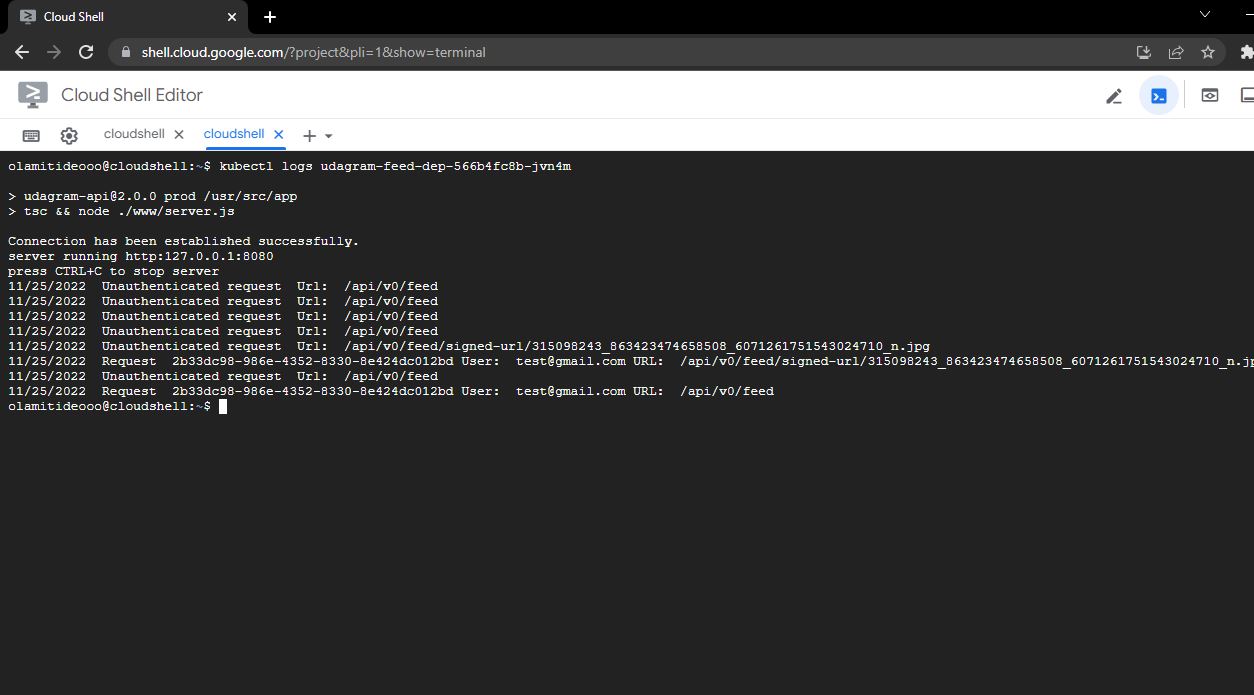 Cloud Shell
shell.cloud.google.com/?project&pli=1&show=terminal
Cloud Shell Editor
cloudshell
cloudshell
olamitideooo@cloudshell:~$ kubectl logs udagram-feed-dep-566b4fc8b-jvn4m
> udagram-api@2.0.0 prod /usr/src/app
> tsc && node ./www/server.js
Connection has been established successfully.
server running http:127.0.0.1:8080
press CTRL+C to stop server
11/25/2022  Unauthenticated request  Url:  /api/v0/feed
11/25/2022  Unauthenticated request  Url:  /api/v0/feed
11/25/2022  Unauthenticated request  Url:  /api/v0/feed
11/25/2022  Unauthenticated request  Url:  /api/v0/feed
11/25/2022  Unauthenticated request  Url:  /api/v0/feed/signed-url/315098243_863423474658508_6071261751543024710_n.jpg
11/25/2022  Request  2b33dc98-986e-4352-8330-8e424dc012bd User:  test@gmail.com URL:  /api/v0/feed/signed-url/315098243_863423474658508_6071261751543024710_n.jp
11/25/2022  Unauthenticated request  Url:  /api/v0/feed
11/25/2022  Request  2b33dc98-986e-4352-8330-8e424dc012bd User:  test@gmail.com URL:  /api/v0/feed
olamitideooo@cloudshell:~$